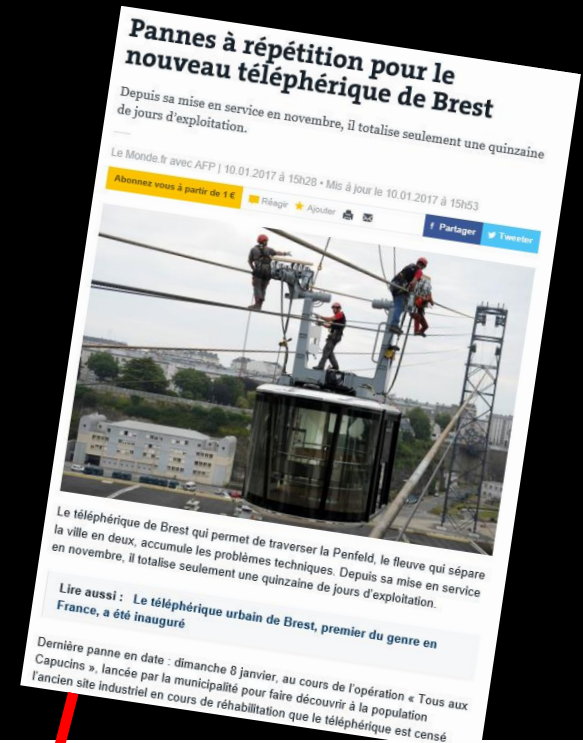 Pannes à répétition pour le
nouveau téléphérique de Brest
Depuis sa mise en service en novembre, il totalise seulement une quinzaine
de jours d'exploitation.
Le Monde.fr avec AFP | 10.01.2017 à 15h28 • Mis à jour le 10.01.2017 à 15h53
Abonnez vous à partir de 1 € Réagir Ajouter f Partager Tweeter
Le téléphérique de Brest qui permet de traverser la Penfeld, le fleuve qui sépare
la ville en deux, accumule les problèmes techniques. Depuis sa mise en service
en novembre, il totalise seulement une quinzaine de jours d'exploitation.
Lire aussi : Le téléphérique urbain de Brest, premier du genre en
France, a été inauguré
Dernière panne en date : dimanche 8 janvier, au cours de l'opération « Tous aux
Capucins », lancée par la municipalité pour faire découvrir à la population
l'ancien site industriel en cours de réhabilitation que le téléphérique est censé